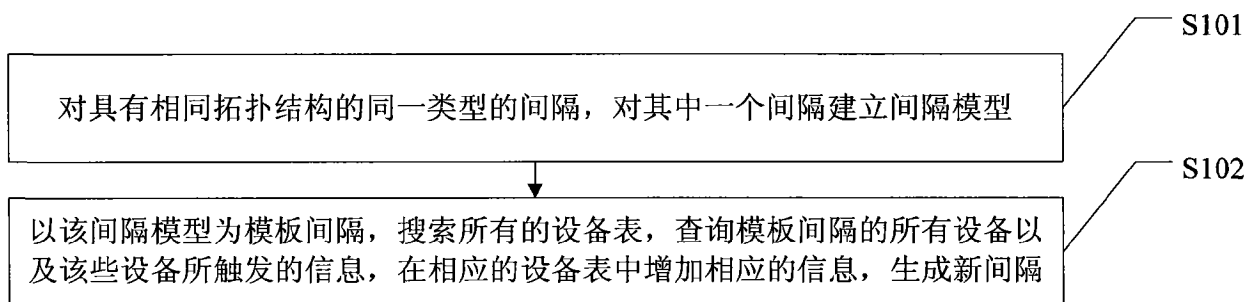 S101
对具有相同拓扑结构的同一类型的间隔，对其中一个间隔建立间隔模型
S102
以该间隔模型为模板间隔，搜索所有的设备表，查询模板间隔的所有设备以
及该些设备所触发的信息，在相应的设备表中增加相应的信息，生成新间隔